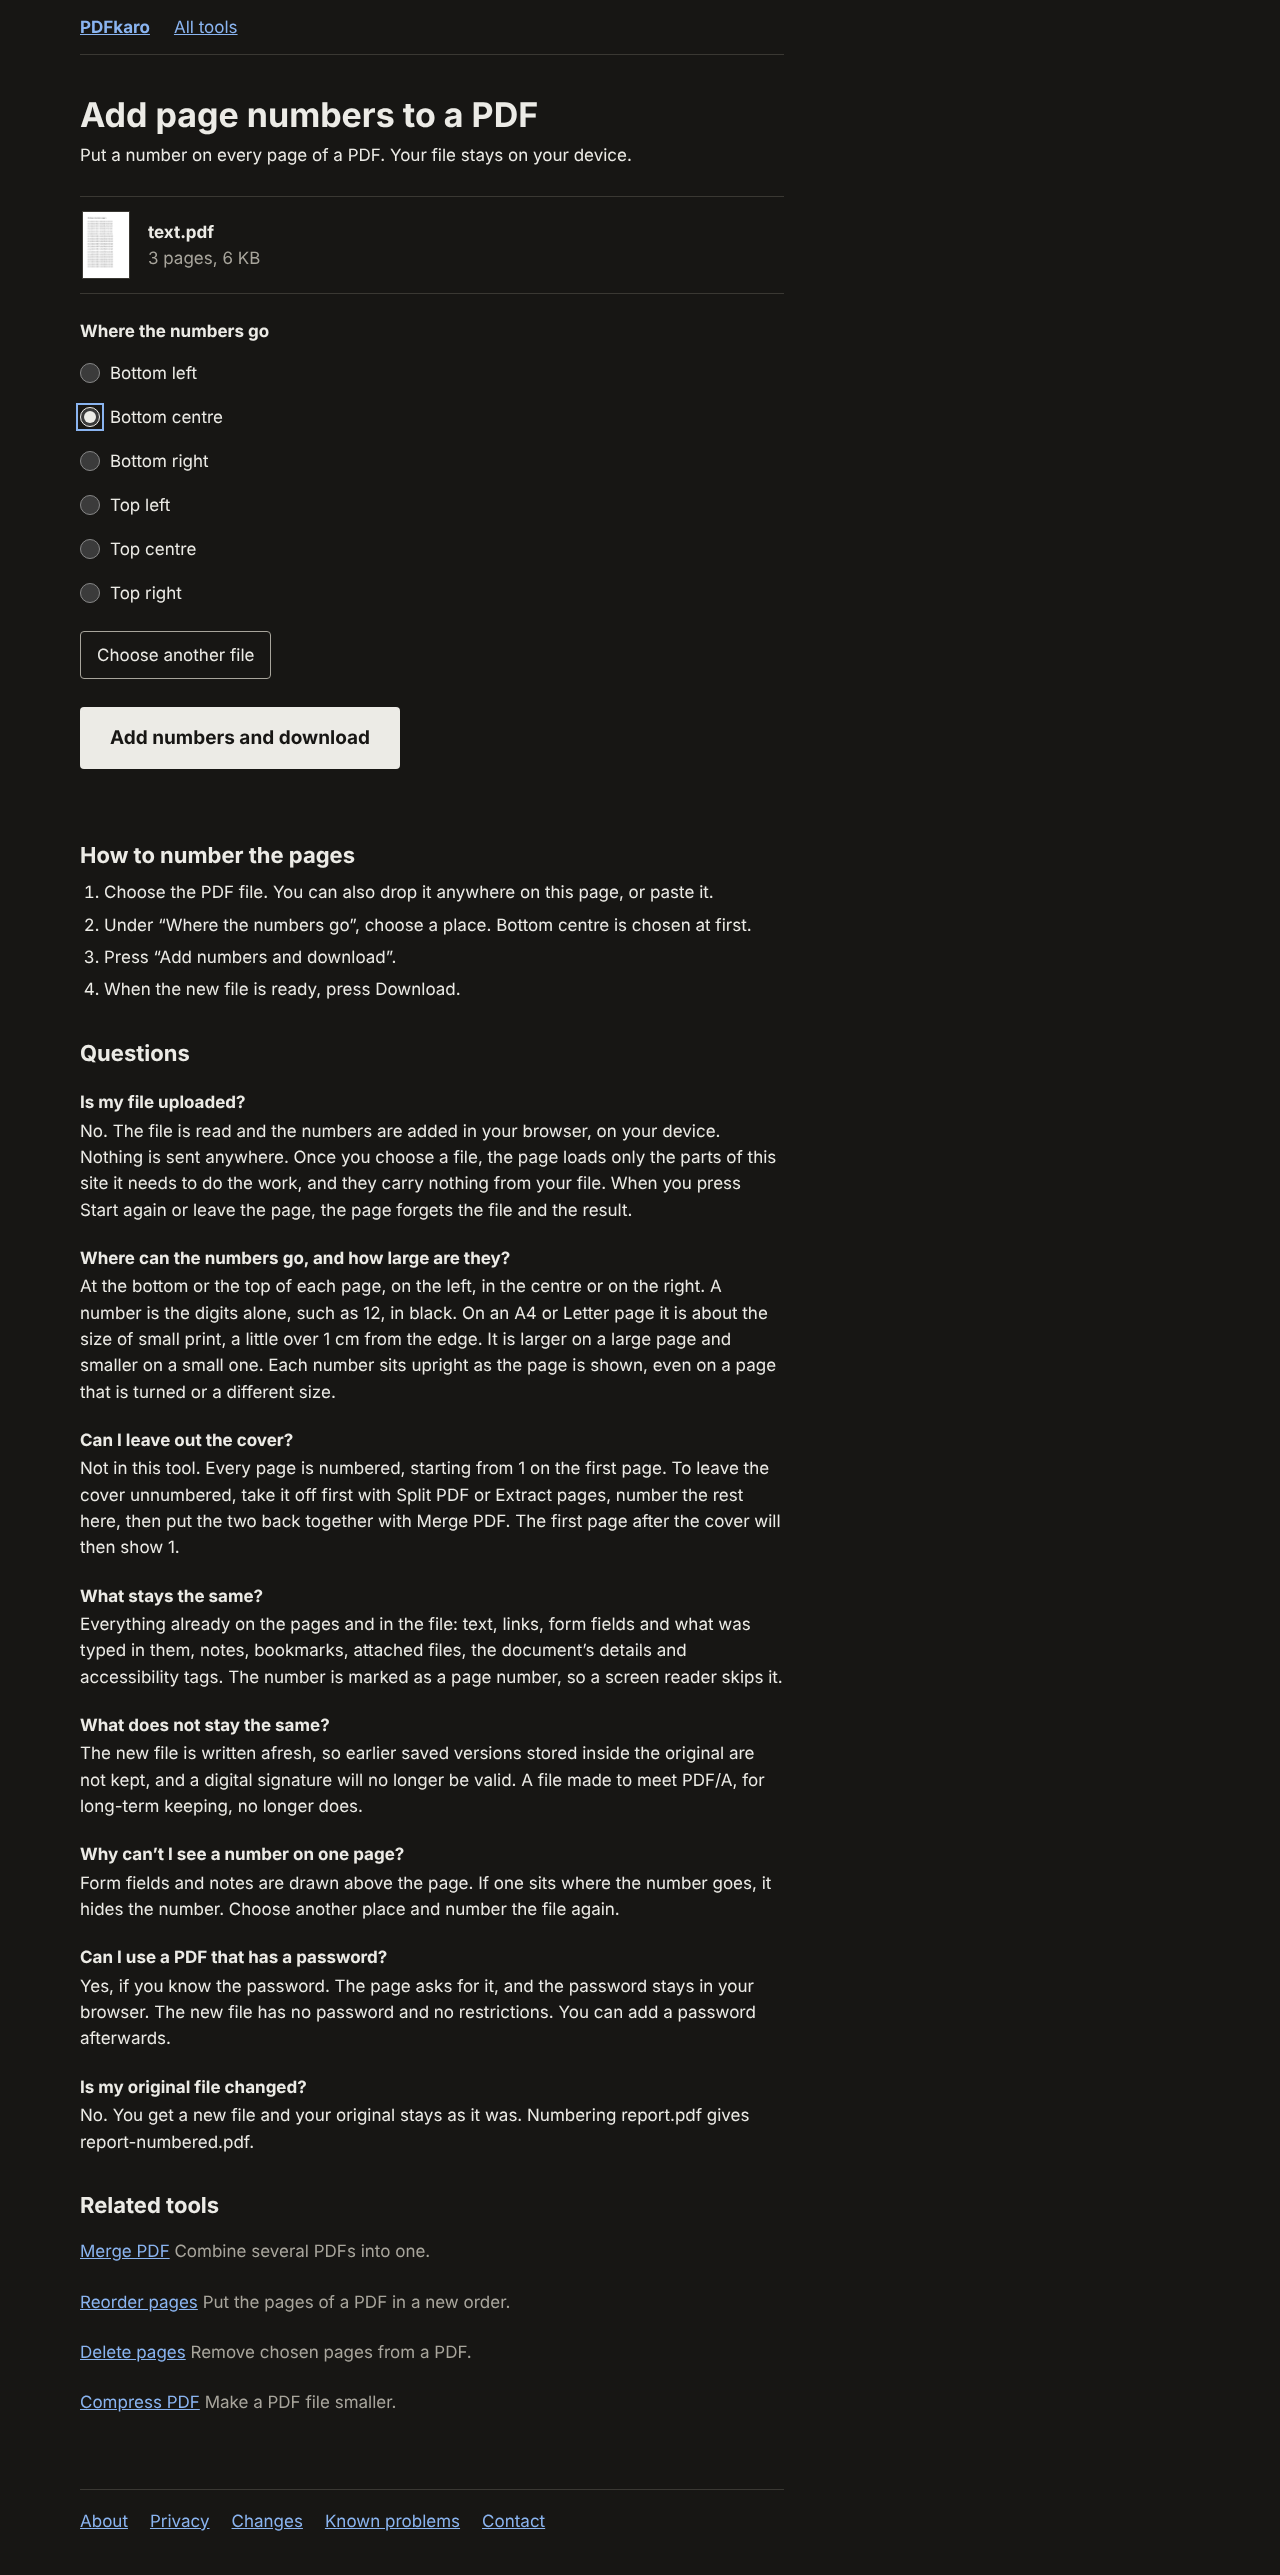 PDFkaro All tools
Add page numbers to a PDF
Put a number on every page of a PDF. Your file stays on your device.
text.pdf
3 pages, 6 KB
Where the numbers go
Bottom left
Bottom centre
Bottom right
Top left
Top centre
Top right
Choose another file
Add numbers and download
How to number the pages
1. Choose the PDF file. You can also drop it anywhere on this page, or paste it.
2. Under “Where the numbers go”, choose a place. Bottom centre is chosen at first.
3. Press “Add numbers and download”.
4. When the new file is ready, press Download.
Questions
Is my file uploaded?
No. The file is read and the numbers are added in your browser, on your device.
Nothing is sent anywhere. Once you choose a file, the page loads only the parts of this
site it needs to do the work, and they carry nothing from your file. When you press
Start again or leave the page, the page forgets the file and the result.
Where can the numbers go, and how large are they?
At the bottom or the top of each page, on the left, in the centre or on the right. A
number is the digits alone, such as 12, in black. On an A4 or Letter page it is about the
size of small print, a little over 1 cm from the edge. It is larger on a large page and
smaller on a small one. Each number sits upright as the page is shown, even on a page
that is turned or a different size.
Can I leave out the cover?
Not in this tool. Every page is numbered, starting from 1 on the first page. To leave the
cover unnumbered, take it off first with Split PDF or Extract pages, number the rest
here, then put the two back together with Merge PDF. The first page after the cover will
then show 1.
What stays the same?
Everything already on the pages and in the file: text, links, form fields and what was
typed in them, notes, bookmarks, attached files, the document’s details and
accessibility tags. The number is marked as a page number, so a screen reader skips it.
What does not stay the same?
The new file is written afresh, so earlier saved versions stored inside the original are
not kept, and a digital signature will no longer be valid. A file made to meet PDF/A, for
long-term keeping, no longer does.
Why can’t I see a number on one page?
Form fields and notes are drawn above the page. If one sits where the number goes, it
hides the number. Choose another place and number the file again.
Can I use a PDF that has a password?
Yes, if you know the password. The page asks for it, and the password stays in your
browser. The new file has no password and no restrictions. You can add a password
afterwards.
Is my original file changed?
No. You get a new file and your original stays as it was. Numbering report.pdf gives
report-numbered.pdf.
Related tools
Merge PDF Combine several PDFs into one.
Reorder pages Put the pages of a PDF in a new order.
Delete pages Remove chosen pages from a PDF.
Compress PDF Make a PDF file smaller.
About Privacy Changes Known problems Contact